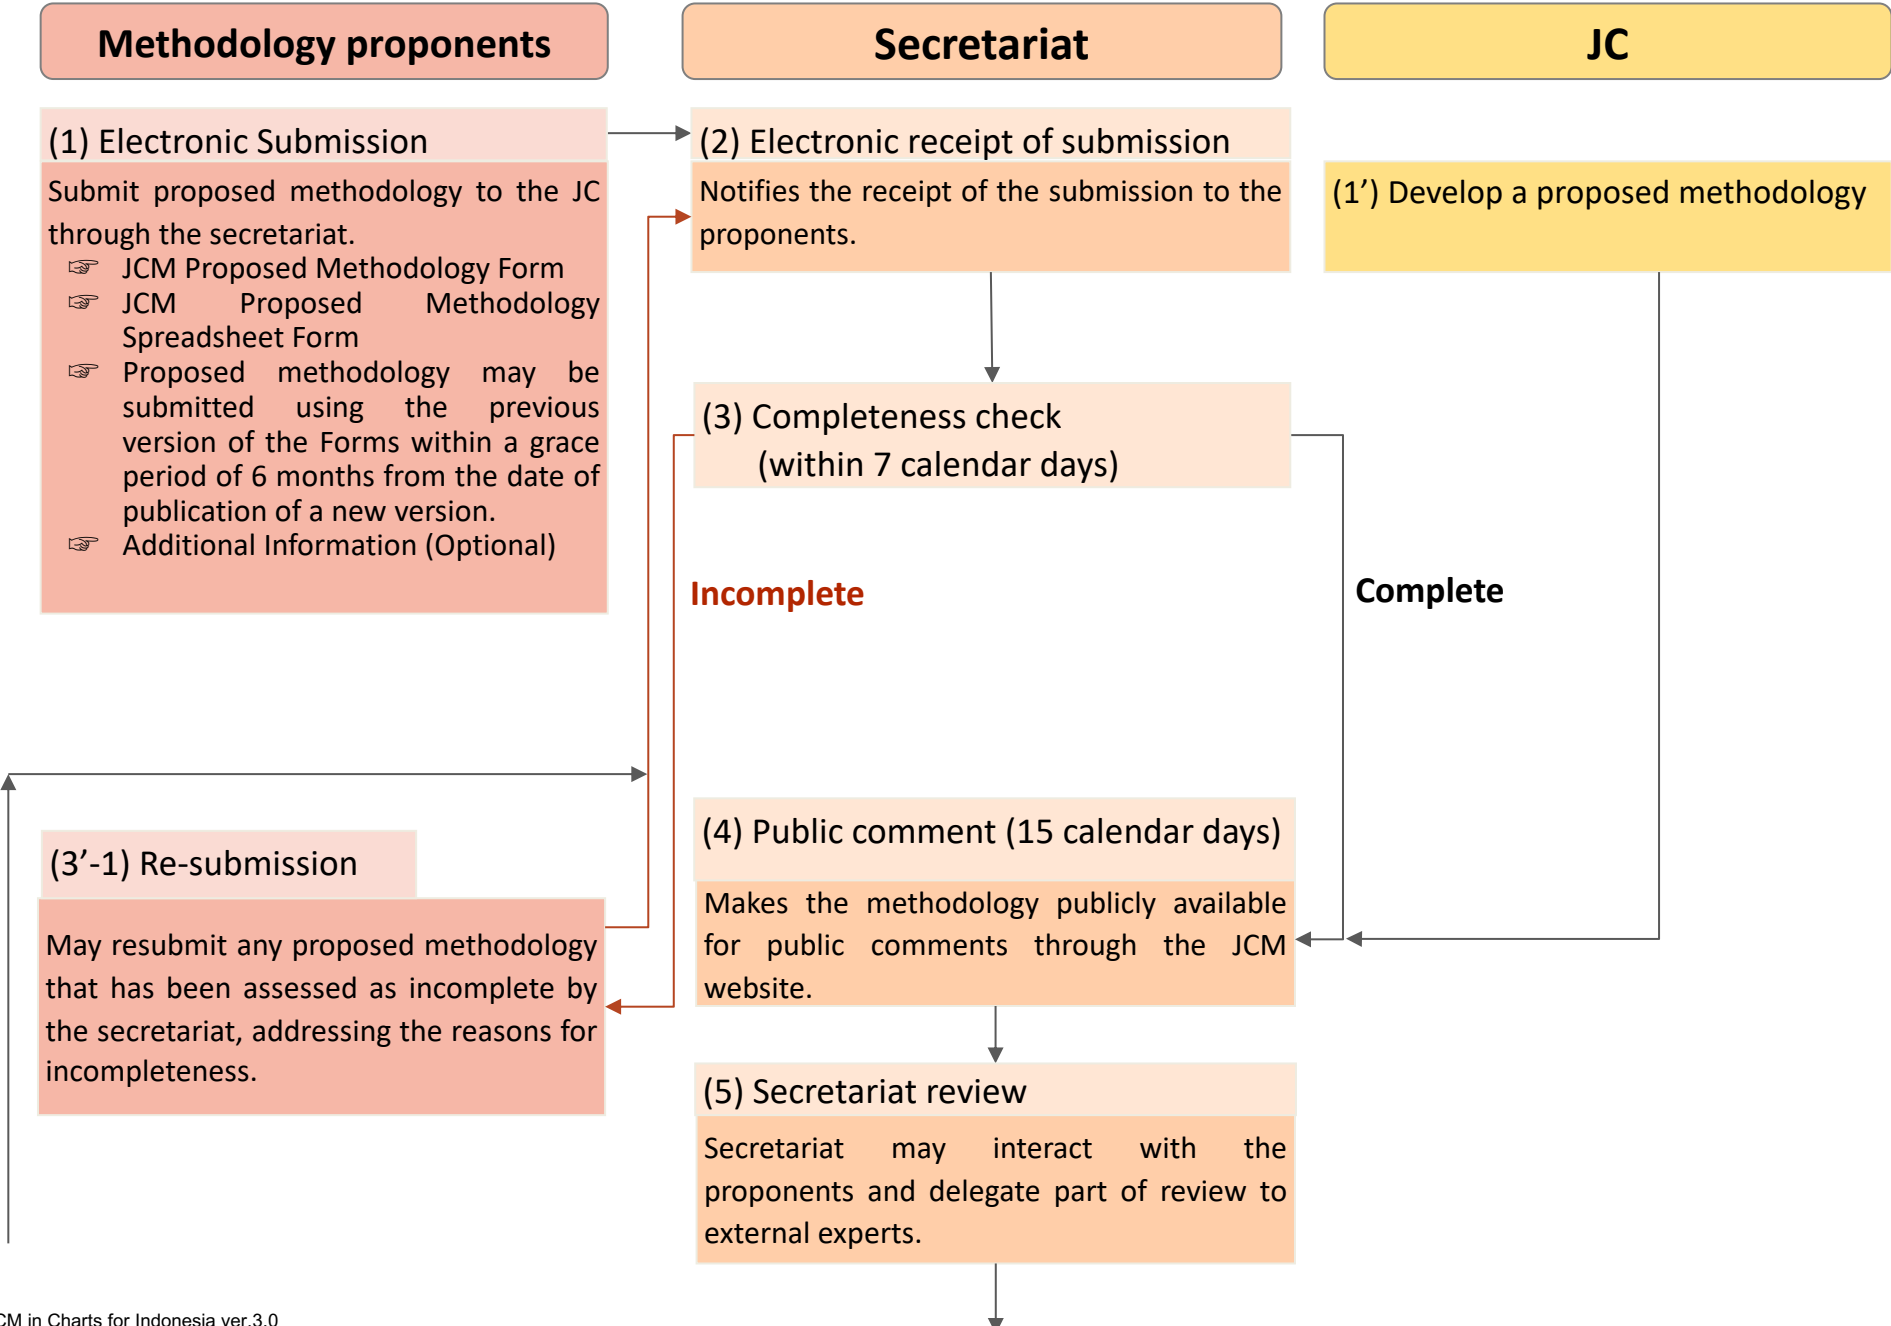 Methodology proponents
Secretariat
JC
(1) Electronic Submission
Submit proposed methodology to the JC
through the secretariat.
☞ JCM Proposed Methodology Form
☞ JCM Proposed Methodology
Spreadsheet Form
☞ Proposed methodology may be
submitted using the previous
version of the Forms within a grace
period of 6 months from the date of
publication of a new version.
☞ Additional Information (Optional)
(2) Electronic receipt of submission
Notifies the receipt of the submission to the
proponents.
(1’) Develop a proposed methodology
(3) Completeness check
(within 7 calendar days)
Incomplete
Complete
(3’-1) Re-submission
May resubmit any proposed methodology
that has been assessed as incomplete by
the secretariat, addressing the reasons for
incompleteness.
(4) Public comment (15 calendar days)
Makes the methodology publicly available
for public comments through the JCM
website.
(5) Secretariat review
Secretariat may interact with the
proponents and delegate part of review to
external experts.
CM in Charts for Indonesia ver.3.0